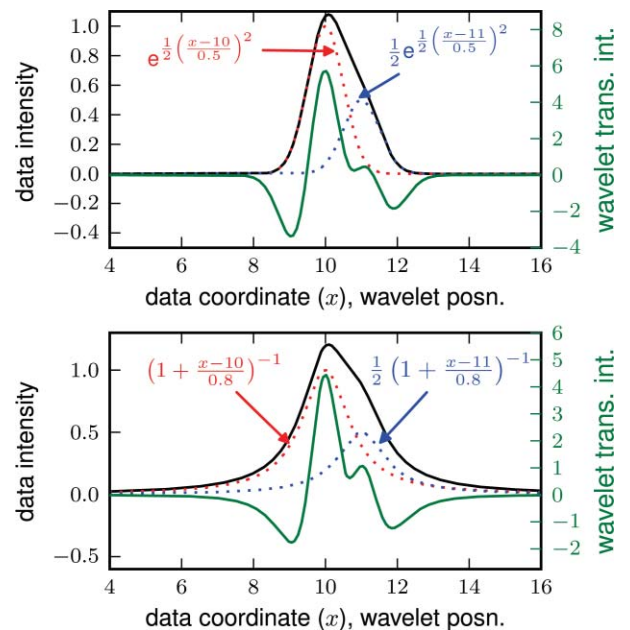 1.0
0.8
0.6
0.4
0.2
0.0
−0.2
−0.4
data intensity
e^{\frac{1}{2}\left(\frac{x-10}{0.5}\right)^2}
\frac{1}{2}e^{\frac{1}{2}\left(\frac{x-11}{0.5}\right)^2}
8
6
4
2
0
−2
−4
wavelet trans. int.
4 6 8 10 12 14 16
data coordinate (x), wavelet posn.
1.0
0.5
0.0
−0.5
data intensity
\left(1+\frac{x-10}{0.8}\right)^{-1}
\frac{1}{2}\left(1+\frac{x-11}{0.8}\right)^{-1}
6
5
4
3
2
1
0
−1
−2
wavelet trans. int.
4 6 8 10 12 14 16
data coordinate (x), wavelet posn.